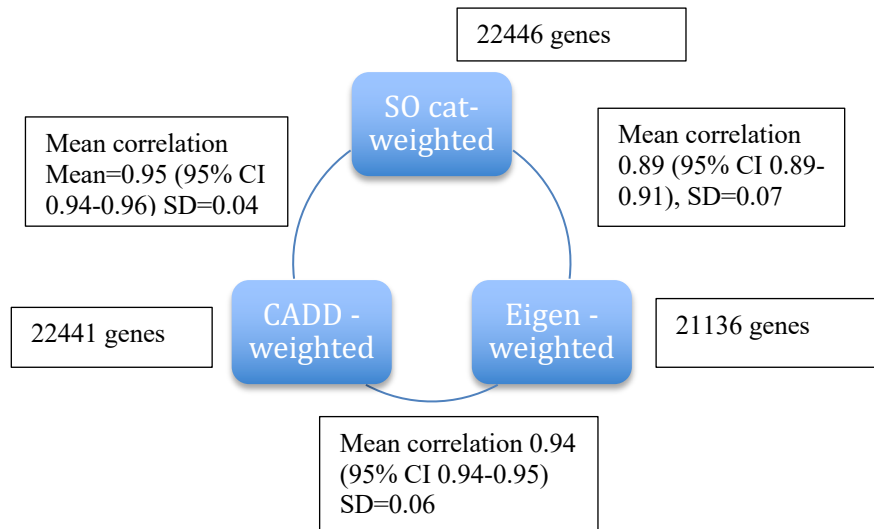 22446 genes
SO cat-
weighted
Mean correlation
Mean=0.95 (95% CI
0.94-0.96) SD=0.04
Mean correlation
0.89 (95% CI 0.89-
0.91), SD=0.07
22441 genes
CADD -
weighted
Eigen -
weighted
21136 genes
Mean correlation 0.94
(95% CI 0.94-0.95)
SD=0.06